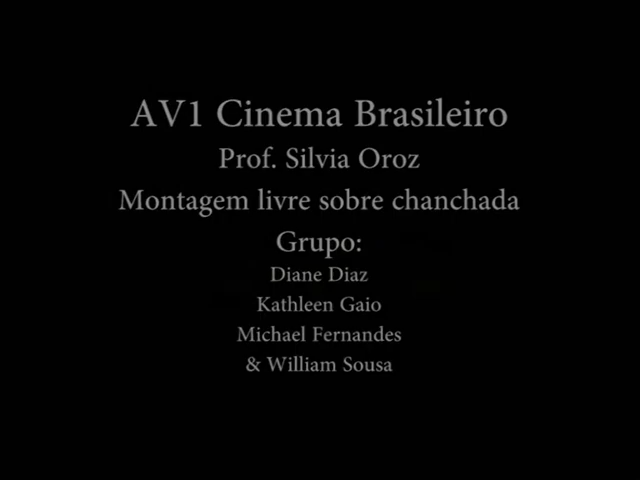 AV1 Cinema Brasileiro
Prof. Silvia Oroz
Montagem livre sobre chanchada
Grupo:
Diane Diaz
Kathleen Gaio
Michael Fernandes
& William Sousa